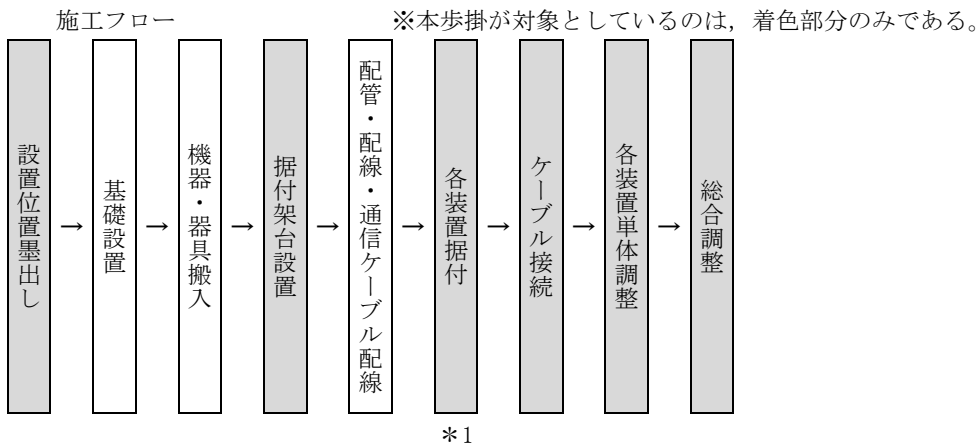 施工フロー
※本歩掛が対象としているのは，着色部分のみである。
設置位置墨出し
→
基礎設置
→
機器・器具搬入
→
据付架台設置
→
配管・配線・通信ケーブル配線
→
各装置据付
→
ケーブル接続
→
各装置単体調整
→
総合調整
＊1